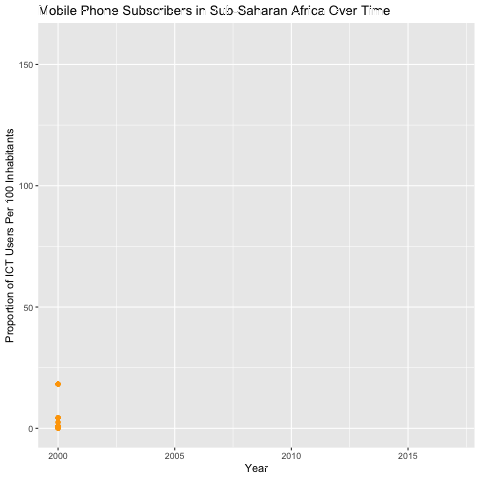 Mobile Phone Subscribers in Sub-Saharan Africa Over Time
Proportion of ICT Users Per 100 Inhabitants
150
100
50
0
2000 2005 2010 2015
Year